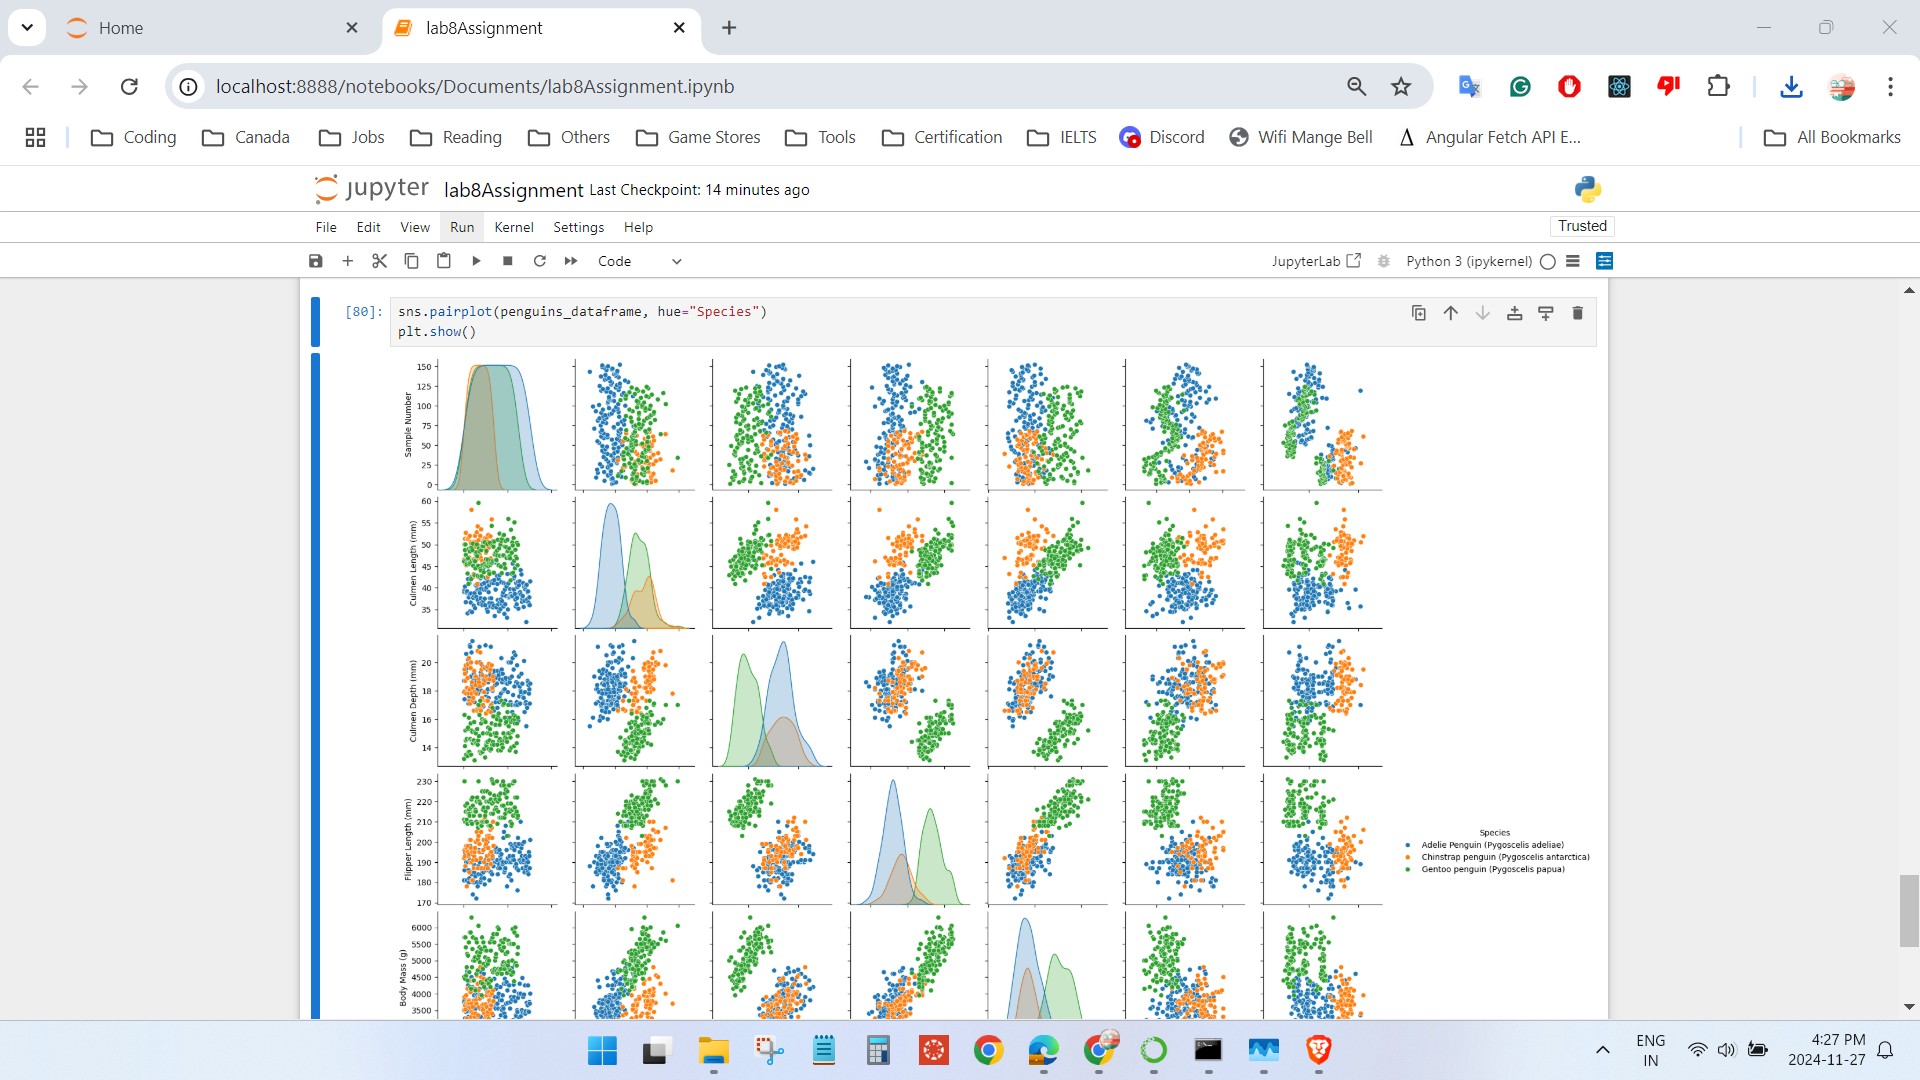 Home
lab8Assignment
localhost:8888/notebooks/Documents/lab8Assignment.ipynb
Coding
Canada
Jobs
Reading
Others
Game Stores
Tools
Certification
IELTS
Discord
Wifi Mange Bell
Angular Fetch API E...
All Bookmarks
jupyter lab8Assignment Last Checkpoint: 14 minutes ago
File Edit View Run Kernel Settings Help
Trusted
Code
JupyterLab
Python 3 (ipykernel)
[80]: sns.pairplot(penguins_dataframe, hue="Species")
plt.show()
Sample Number
150
125
100
75
50
25
0
Culmen Length (mm)
60
55
50
45
40
35
Culmen Depth (mm)
20
18
16
14
Flipper Length (mm)
230
220
210
200
190
180
170
Body Mass (g)
6000
5500
5000
4500
4000
3500
Species
Adelie Penguin (Pygoscelis adeliae)
Chinstrap penguin (Pygoscelis antarctica)
Gentoo penguin (Pygoscelis papua)
ENG
IN
4:27 PM
2024-11-27